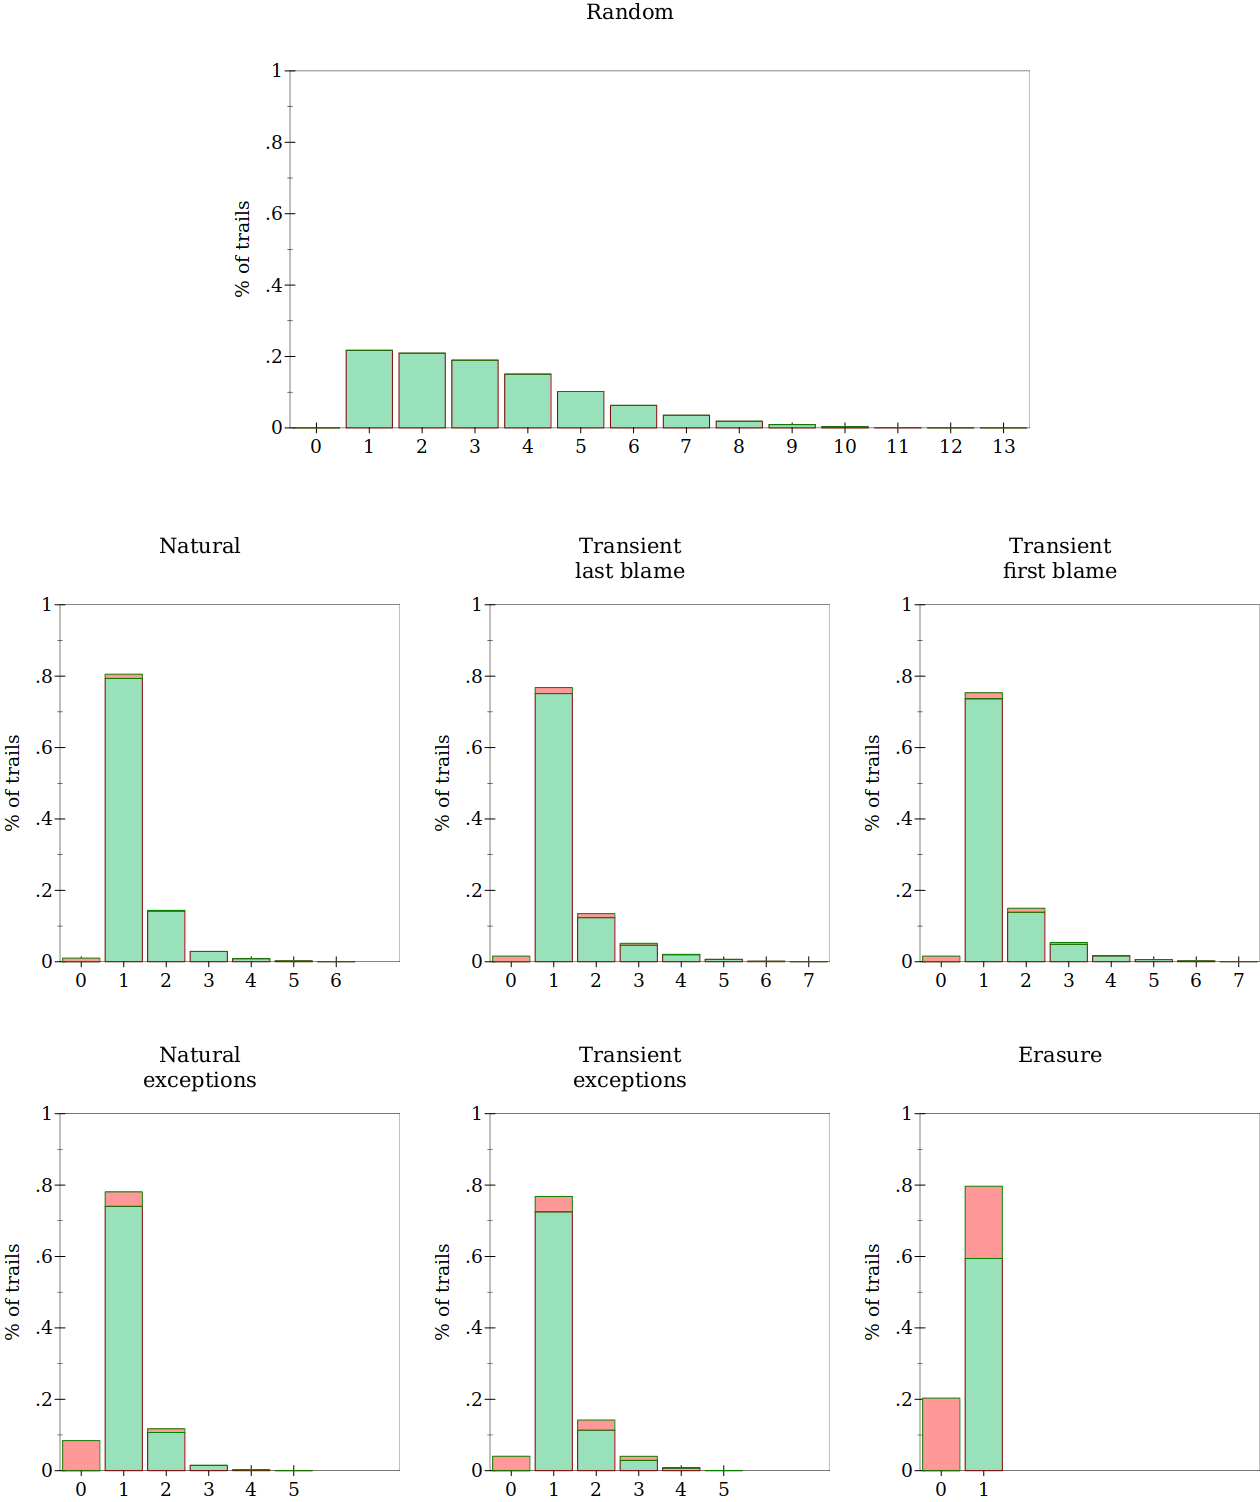 Random
% of trails
1
.8
.6
.4
.2
0
0 1 2 3 4 5 6 7 8 9 10 11 12 13
Natural
% of trails
1
.8
.6
.4
.2
0
0 1 2 3 4 5 6
Transient
last blame
% of trails
1
.8
.6
.4
.2
0
0 1 2 3 4 5 6 7
Transient
first blame
% of trails
1
.8
.6
.4
.2
0
0 1 2 3 4 5 6 7
Natural
exceptions
% of trails
1
.8
.6
.4
.2
0
0 1 2 3 4 5
Transient
exceptions
% of trails
1
.8
.6
.4
.2
0
0 1 2 3 4 5
Erasure
% of trails
1
.8
.6
.4
.2
0
0 1